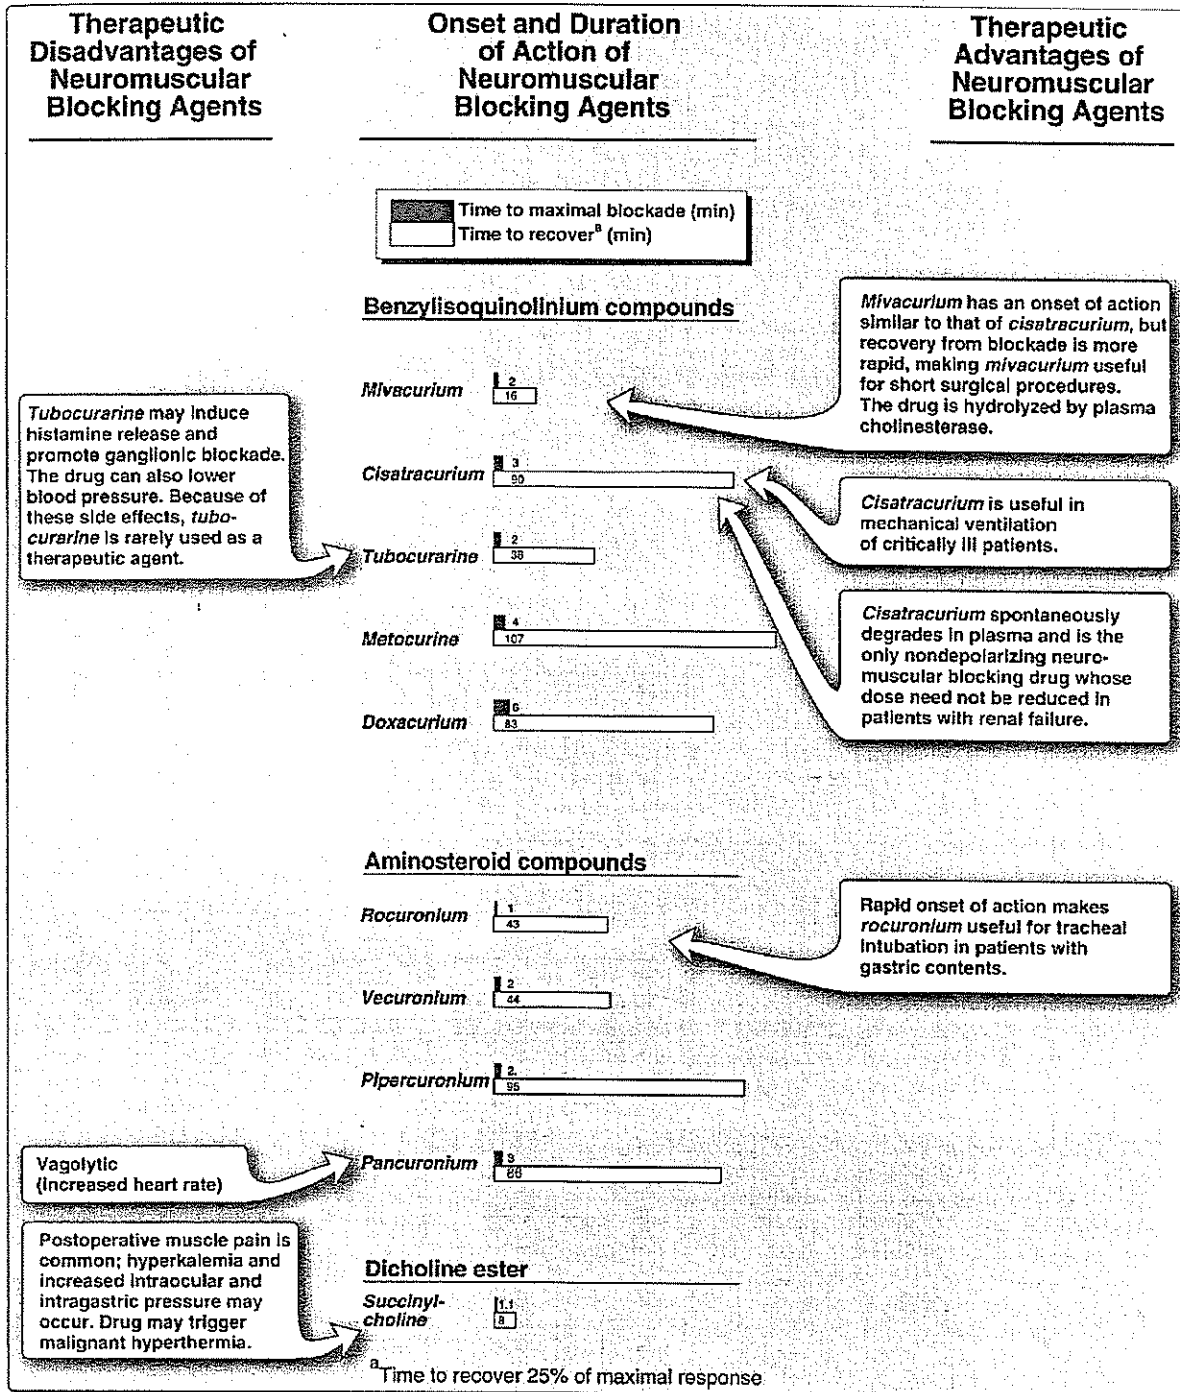 Therapeutic
Disadvantages of
Neuromuscular
Blocking Agents
Onset and Duration
of Action of
Neuromuscular
Blocking Agents
Therapeutic
Advantages of
Neuromuscular
Blocking Agents
Time to maximal blockade (min)
Time to recover^a (min)
Benzylisoquinolinium compounds
Mivacurium
2
16
Cisatracurium
3
90
Tubocurarine
2
38
Metocurine
4
107
Doxacurium
6
83
Tubocurarine may induce
histamine release and
promote ganglionic blockade.
The drug can also lower
blood pressure. Because of
these side effects, tubo-
curarine is rarely used as a
therapeutic agent.
Mivacurium has an onset of action
similar to that of cisatracurium, but
recovery from blockade is more
rapid, making mivacurium useful
for short surgical procedures.
The drug is hydrolyzed by plasma
cholinesterase.
Cisatracurium is useful in
mechanical ventilation
of critically ill patients.
Cisatracurium spontaneously
degrades in plasma and is the
only nondepolarizing neuro-
muscular blocking drug whose
dose need not be reduced in
patients with renal failure.
Aminosteroid compounds
Rocuronium
1
43
Vecuronium
2
44
Pipercuronium
2
95
Pancuronium
3
86
Rapid onset of action makes
rocuronium useful for tracheal
intubation in patients with
gastric contents.
Vagolytic
(increased heart rate)
Postoperative muscle pain is
common; hyperkalemia and
increased intraocular and
intragastric pressure may
occur. Drug may trigger
malignant hyperthermia.
Dicholine ester
Succinyl-
choline
1.1
8
^a Time to recover 25% of maximal response